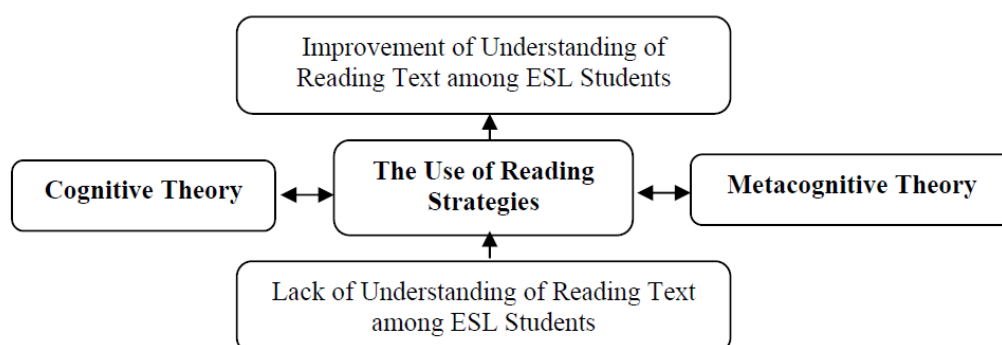 Improvement of Understanding of
Reading Text among ESL Students
Cognitive Theory
The Use of Reading
Strategies
Metacognitive Theory
Lack of Understanding of Reading Text
among ESL Students